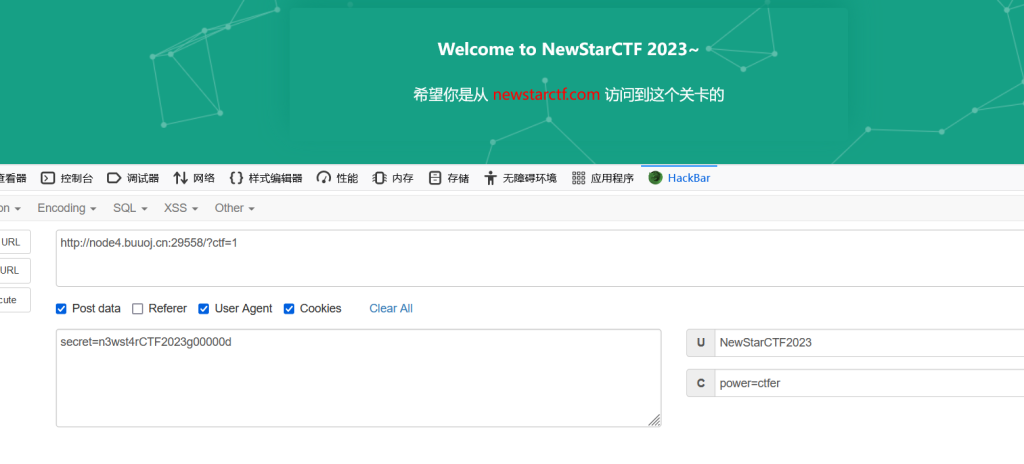 Welcome to NewStarCTF 2023~
希望你是从 newstarctf.com 访问到这个关卡的
查看器 控制台 调试器 网络 样式编辑器 性能 内存 存储 无障碍环境 应用程序 HackBar
on Encoding SQL XSS Other
URL http://node4.buuoj.cn:29558/?ctf=1
URL
cute Post data Referer User Agent Cookies Clear All
secret=n3wst4rCTF2023g00000d U NewStarCTF2023
C power=ctfer